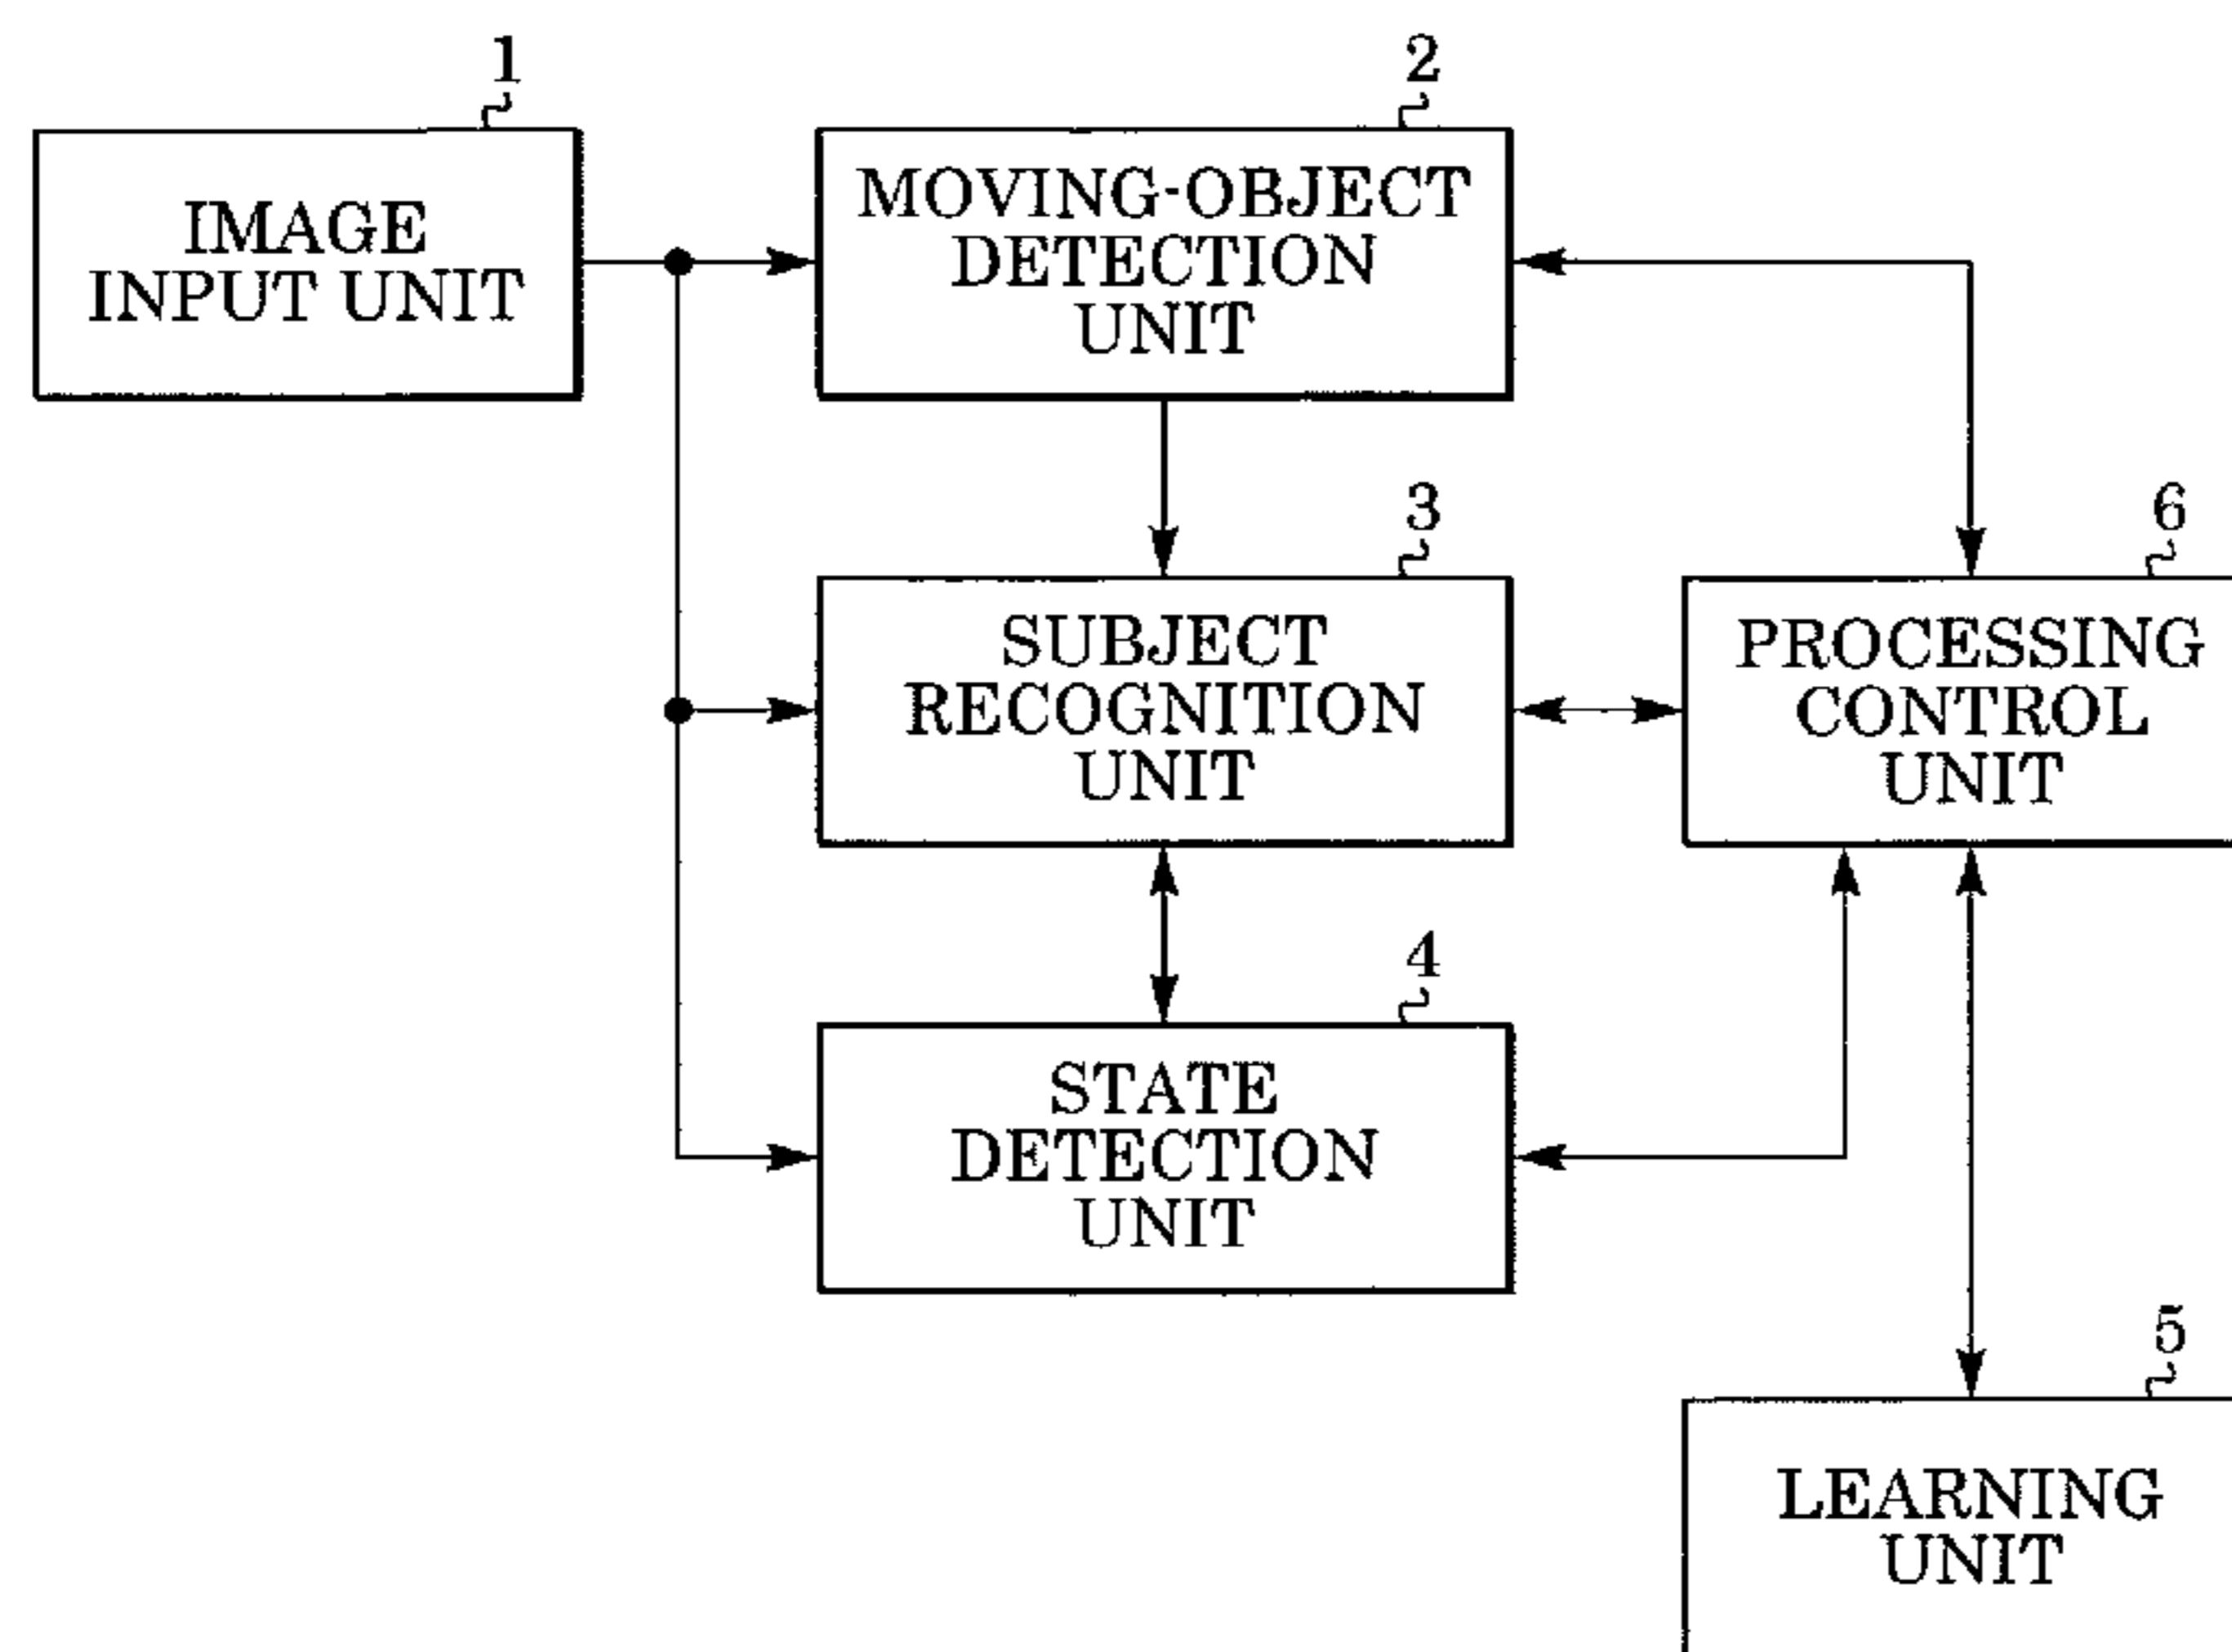 1
IMAGE
INPUT UNIT
2
MOVING-OBJECT
DETECTION
UNIT
3
SUBJECT
RECOGNITION
UNIT
6
PROCESSING
CONTROL
UNIT
4
STATE
DETECTION
UNIT
5
LEARNING
UNIT